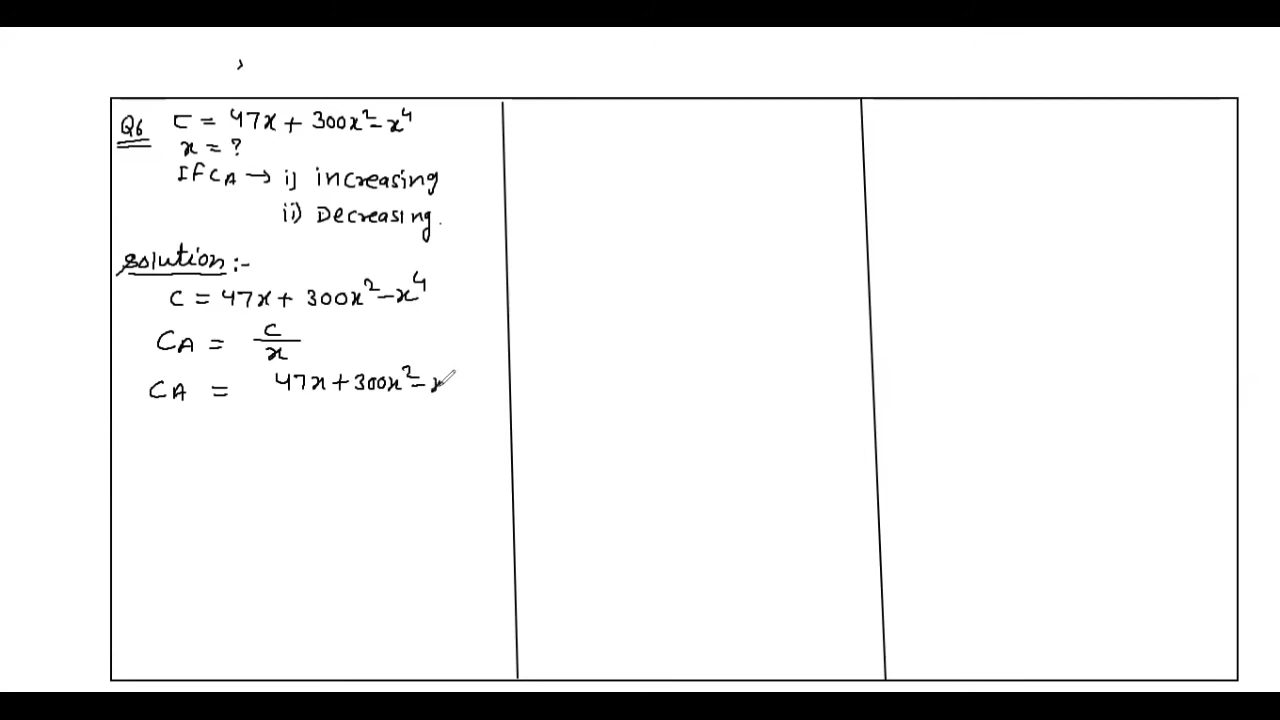 Q6 C = 47x + 300x² - x⁴
x = ?
If CA → i) increasing
ii) Decreasing.
Solution :-
C = 47x + 300x² - x⁴
CA = C/x
CA = 47x + 300x² - x